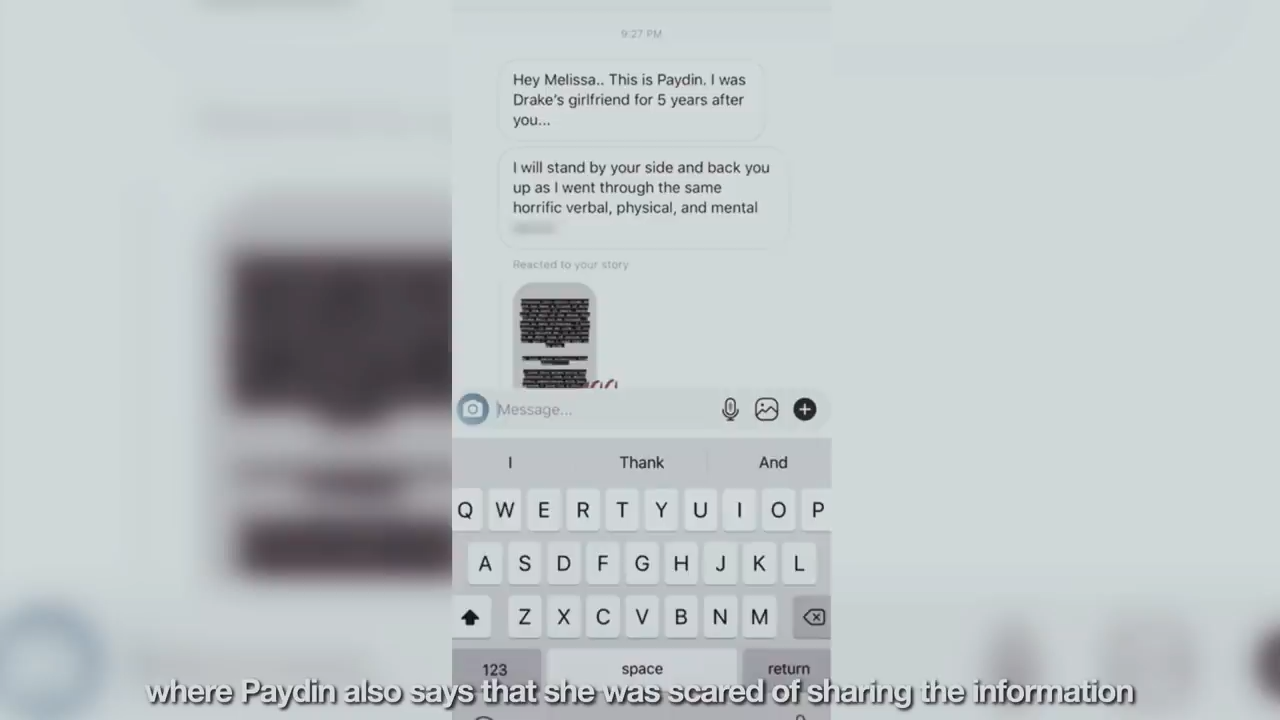 9:27 PM
Hey Melissa.. This is Paydin. I was
Drake's girlfriend for 5 years after
you...
I will stand by your side and back you
up as I went through the same
horrific verbal, physical, and mental
Reacted to your story
Message...
I Thank And
Q W E R T Y U I O P
A S D F G H J K L
Z X C V B N M
123 space return
where Paydin also says that she was scared of sharing the information